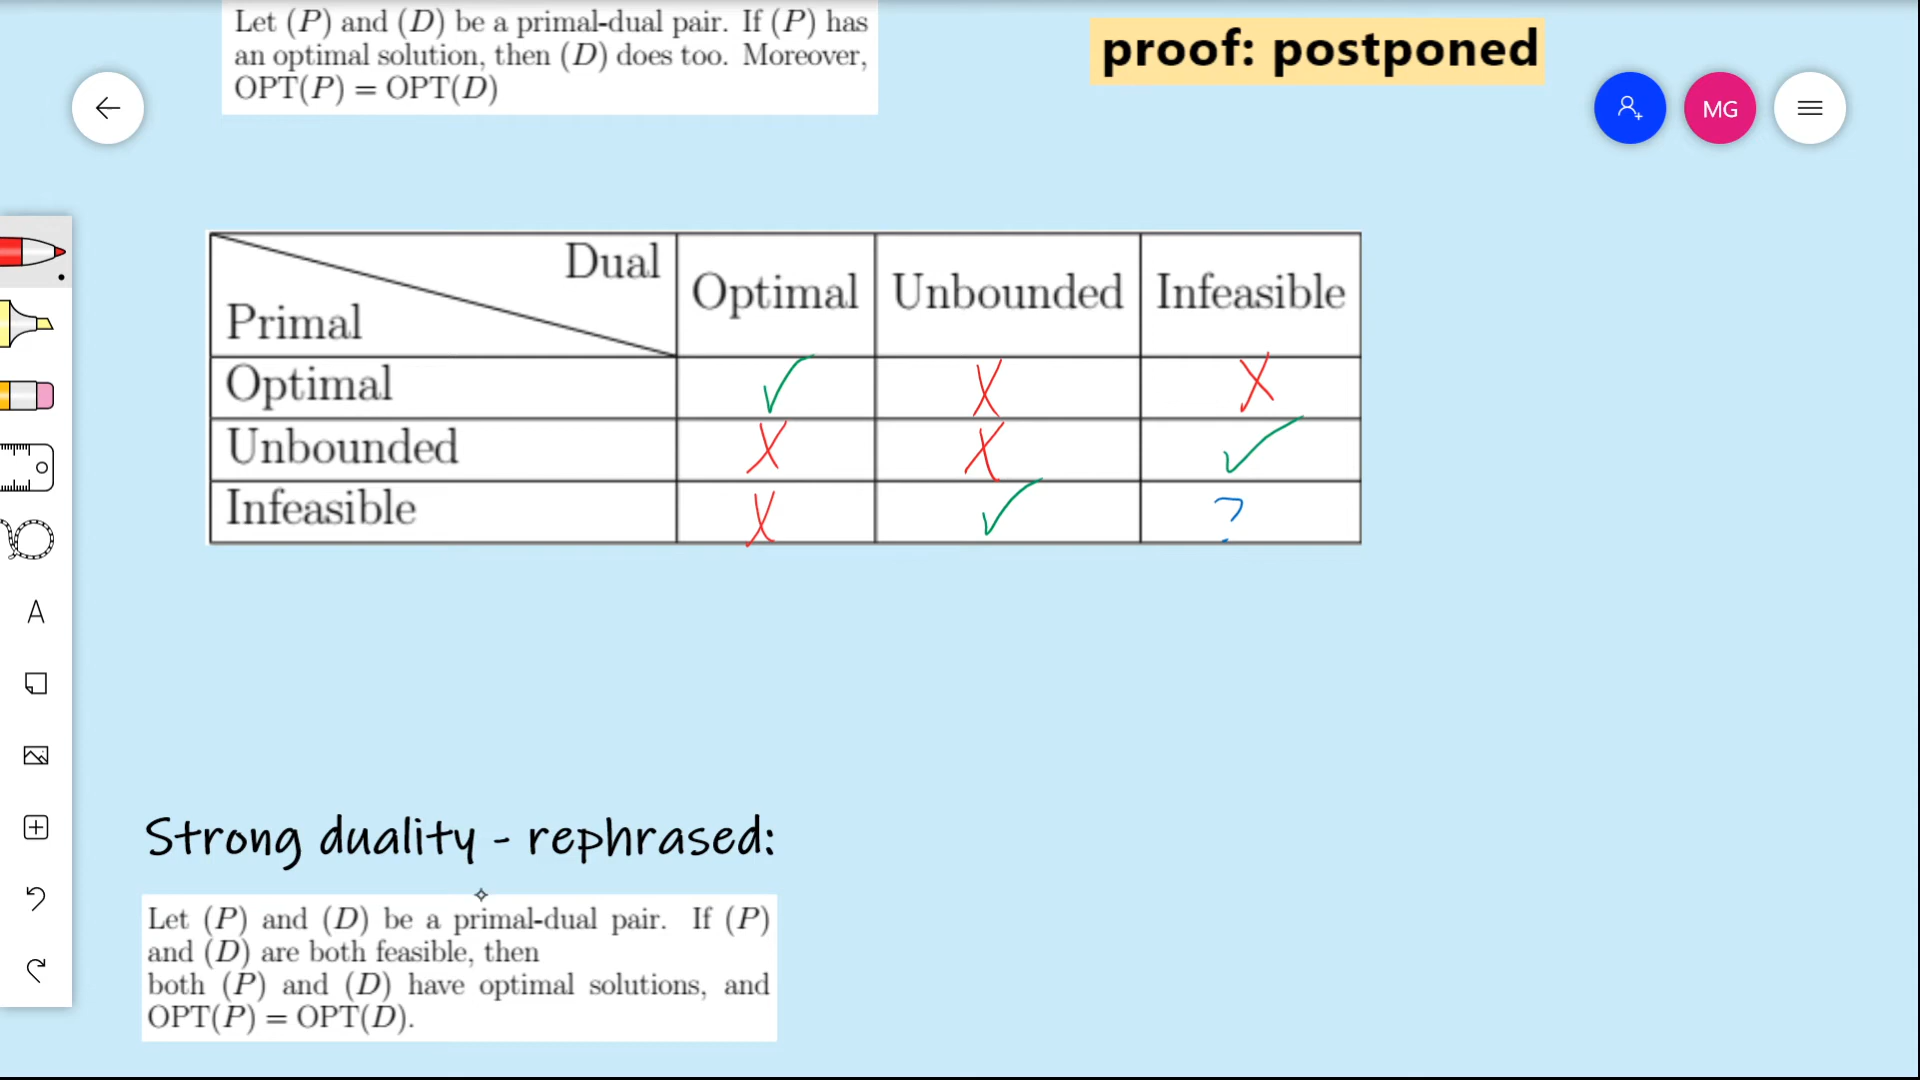 Let (P) and (D) be a primal-dual pair. If (P) has
an optimal solution, then (D) does too. Moreover,
OPT(P) = OPT(D)
proof: postponed
MG
Dual
Primal
Optimal Unbounded Infeasible
Optimal ✓ X X
Unbounded X X ✓
Infeasible X ✓ ?
A
Strong duality - rephrased:
Let (P) and (D) be a primal-dual pair. If (P)
and (D) are both feasible, then
both (P) and (D) have optimal solutions, and
OPT(P) = OPT(D).